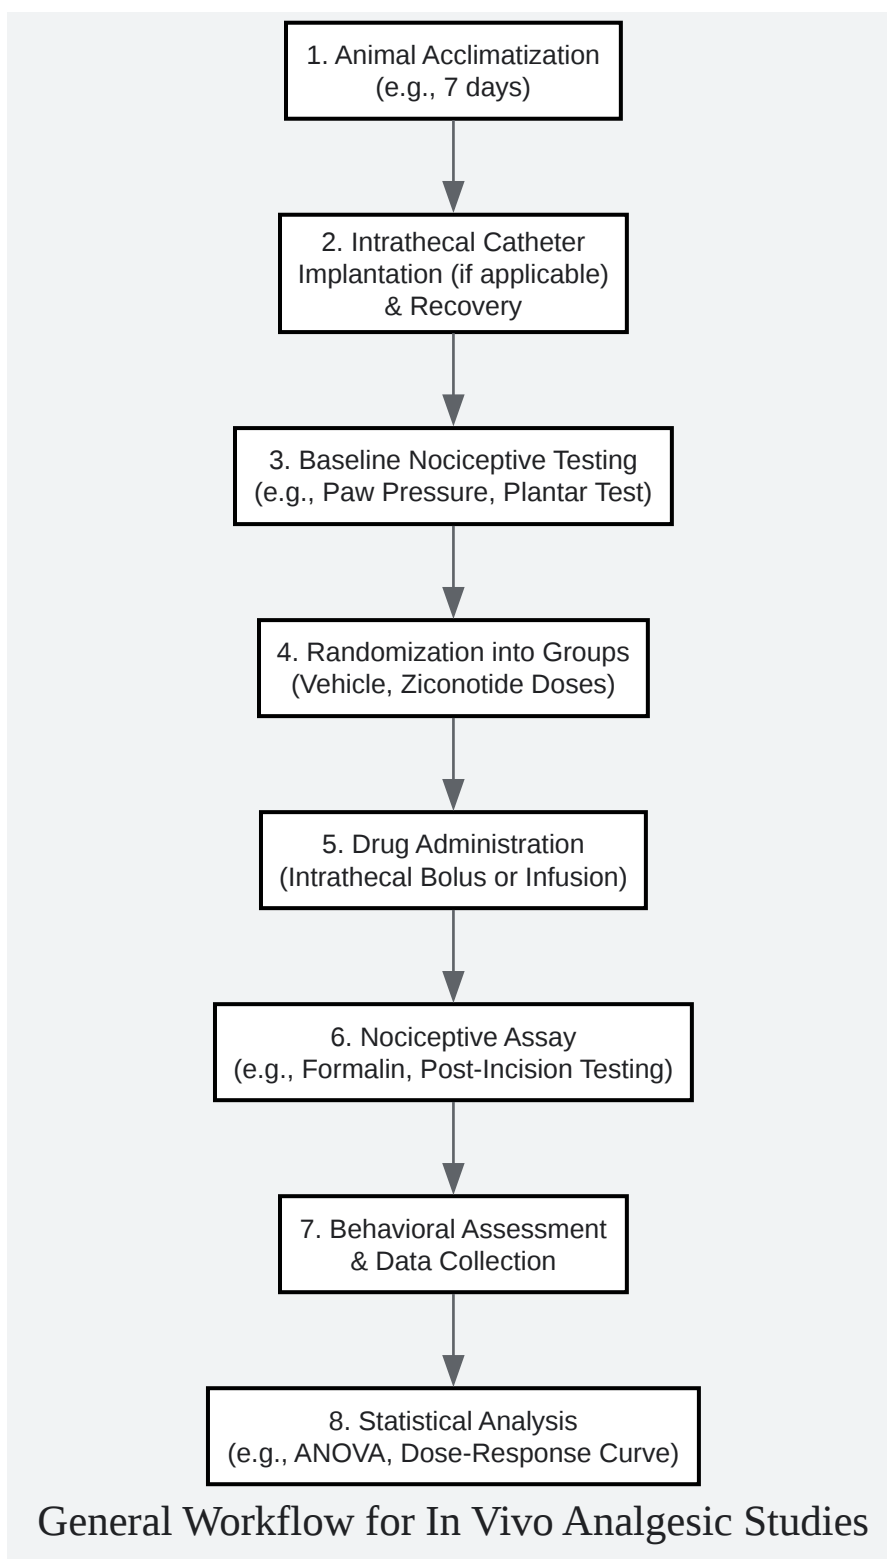 1. Animal Acclimatization
(e.g., 7 days)
2. Intrathecal Catheter
Implantation (if applicable)
& Recovery
3. Baseline Nociceptive Testing
(e.g., Paw Pressure, Plantar Test)
4. Randomization into Groups
(Vehicle, Ziconotide Doses)
5. Drug Administration
(Intrathecal Bolus or Infusion)
6. Nociceptive Assay
(e.g., Formalin, Post-Incision Testing)
7. Behavioral Assessment
& Data Collection
8. Statistical Analysis
(e.g., ANOVA, Dose-Response Curve)
General Workflow for In Vivo Analgesic Studies